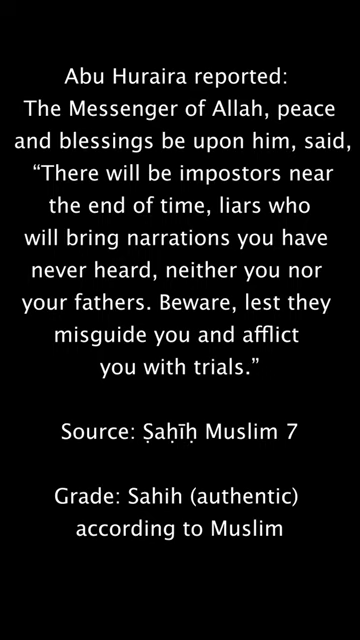 Abu Huraira reported:
The Messenger of Allah, peace
and blessings be upon him, said,
“There will be impostors near
the end of time, liars who
will bring narrations you have
never heard, neither you nor
your fathers. Beware, lest they
misguide you and afflict
you with trials.”
Source: Ṣaḥīḥ Muslim 7
Grade: Sahih (authentic)
according to Muslim